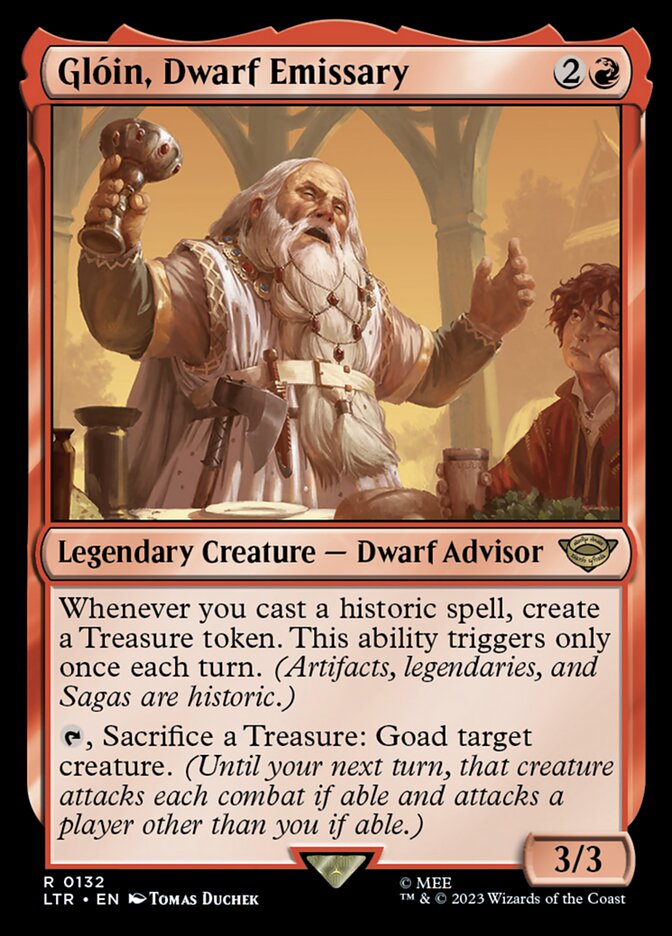 Glóin, Dwarf Emissary 2
Legendary Creature — Dwarf Advisor
Whenever you cast a historic spell, create
a Treasure token. This ability triggers only
once each turn. (Artifacts, legendaries, and
Sagas are historic.)
, Sacrifice a Treasure: Goad target
creature. (Until your next turn, that creature
attacks each combat if able and attacks a
player other than you if able.)
3/3
R 0132
LTR • EN Tomas Duchek
© MEE
™ & © 2023 Wizards of the Coast